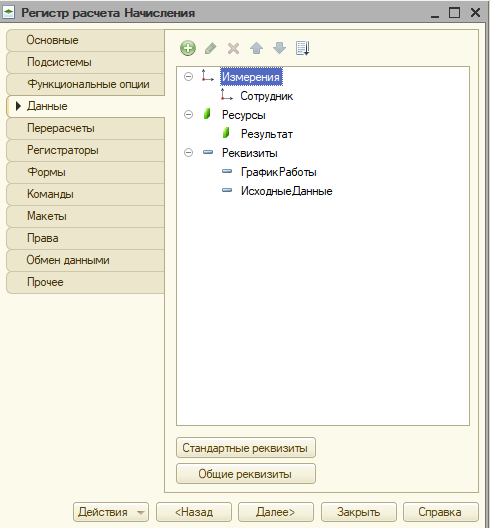 Регистр расчета Начисления
Основные
Подсистемы
Функциональные опции
Данные
Перерасчеты
Регистраторы
Формы
Команды
Макеты
Права
Обмен данными
Прочее
Измерения
Сотрудник
Ресурсы
Результат
Реквизиты
ГрафикРаботы
ИсходныеДанные
Стандартные реквизиты
Общие реквизиты
Действия
<Назад
Далее>
Закрыть
Справка